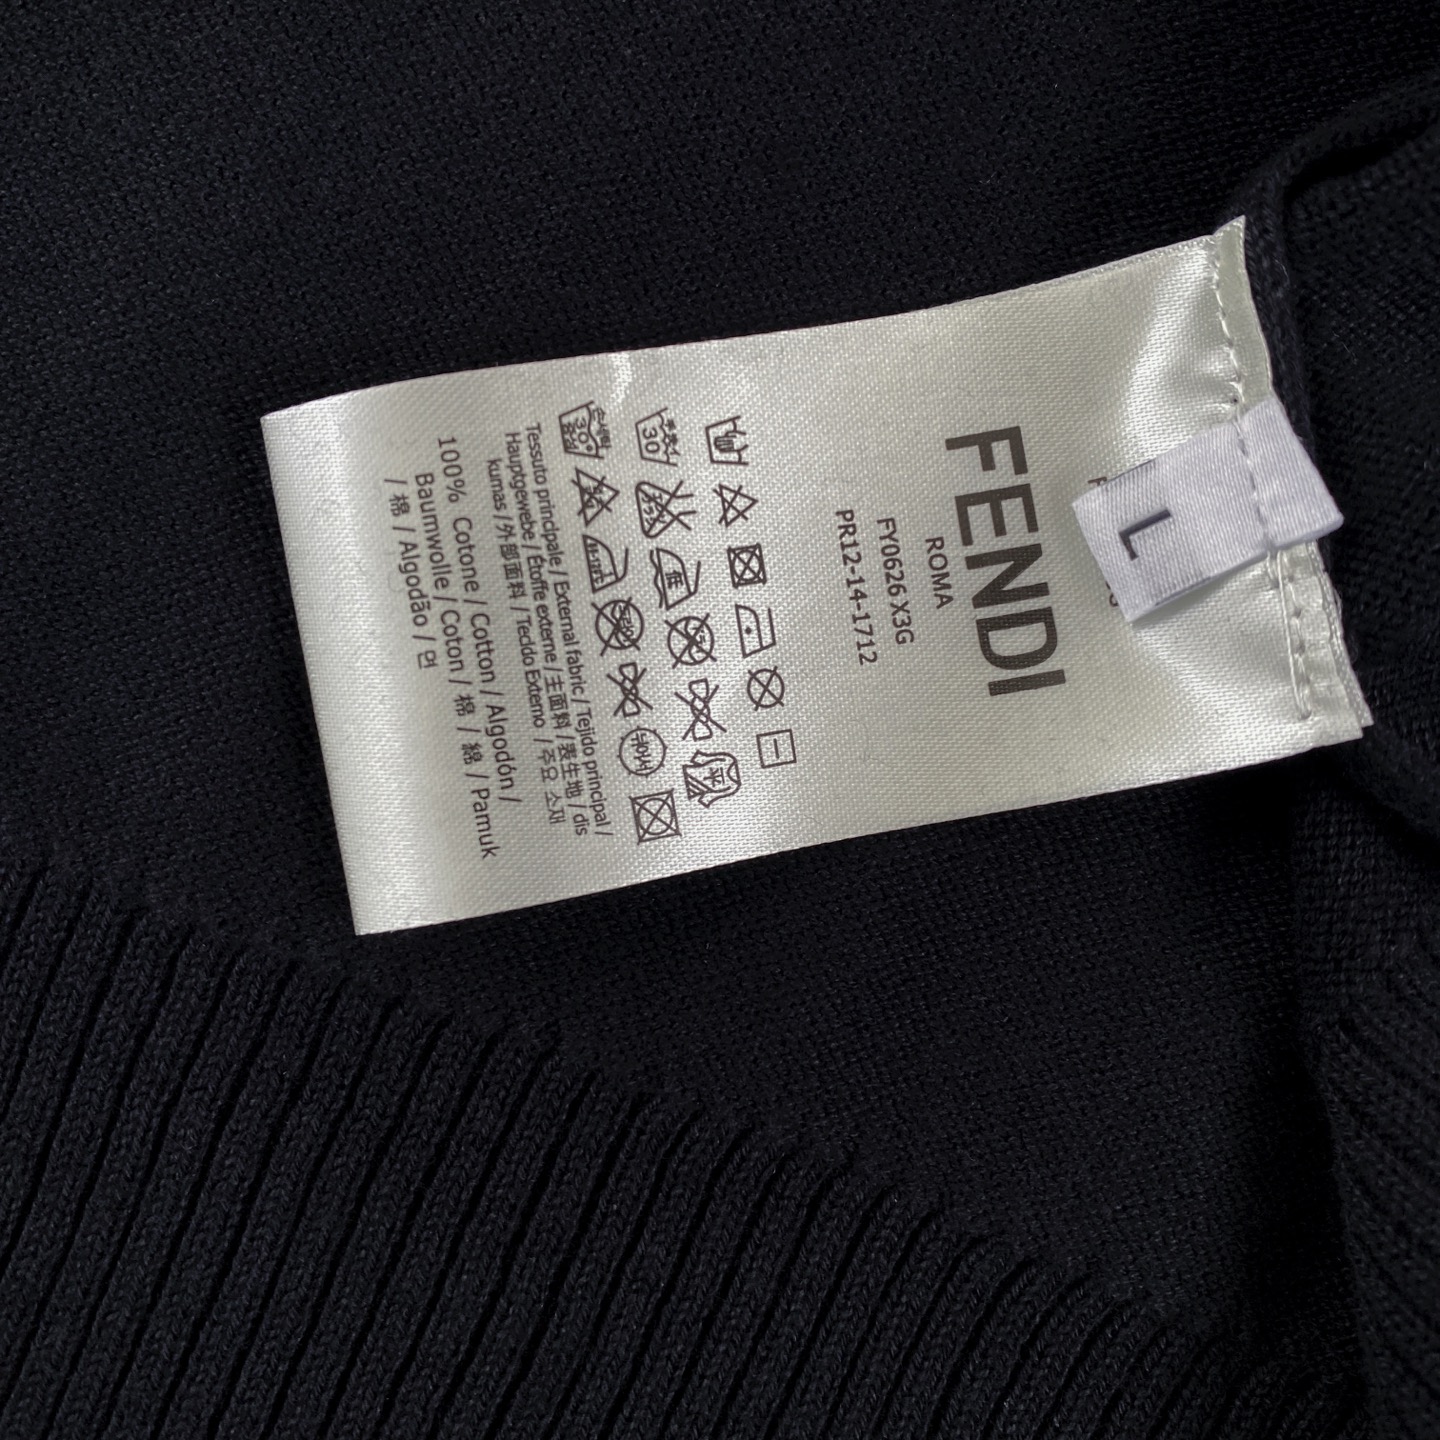 L
FENDI
ROMA
FY0626 X3G
PR12-14-1712
30
30°
Tessuto principale / External fabric / Tejido principal /
Hauptgewebe / Étoffe externe / 主面料 / 表生地 / dis
kumas / 外部面料 / Tecido Externo / 주요 소재
100% Cotone / Cotton / Algodón /
Baumwolle / Coton / 棉 / 綿 / Pamuk
/ 棉 / Algodão / 면